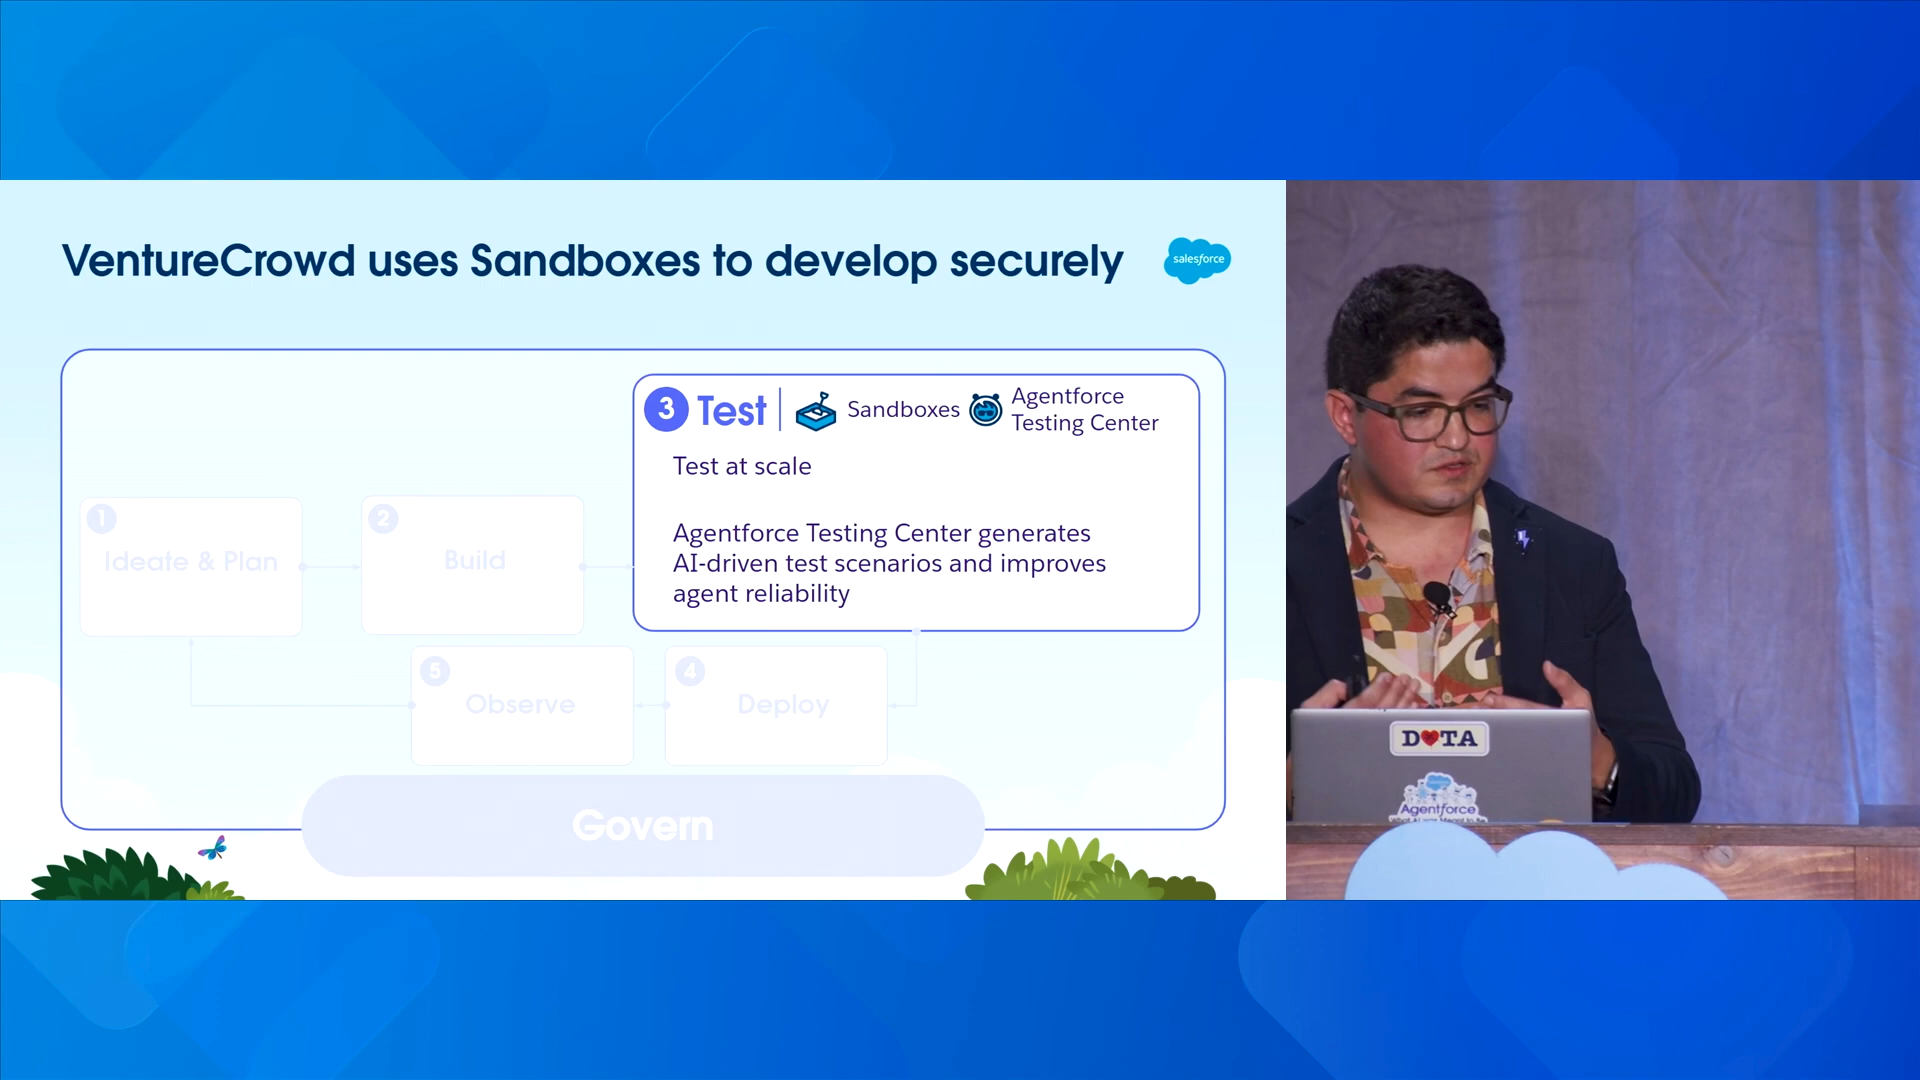 VentureCrowd uses Sandboxes to develop securely
salesforce
3 Test
Sandboxes
Agentforce
Testing Center
Test at scale
Agentforce Testing Center generates
AI-driven test scenarios and improves
agent reliability
1
Ideate & Plan
2
Build
5
Observe
4
Deploy
Govern
DATA
Agentforce